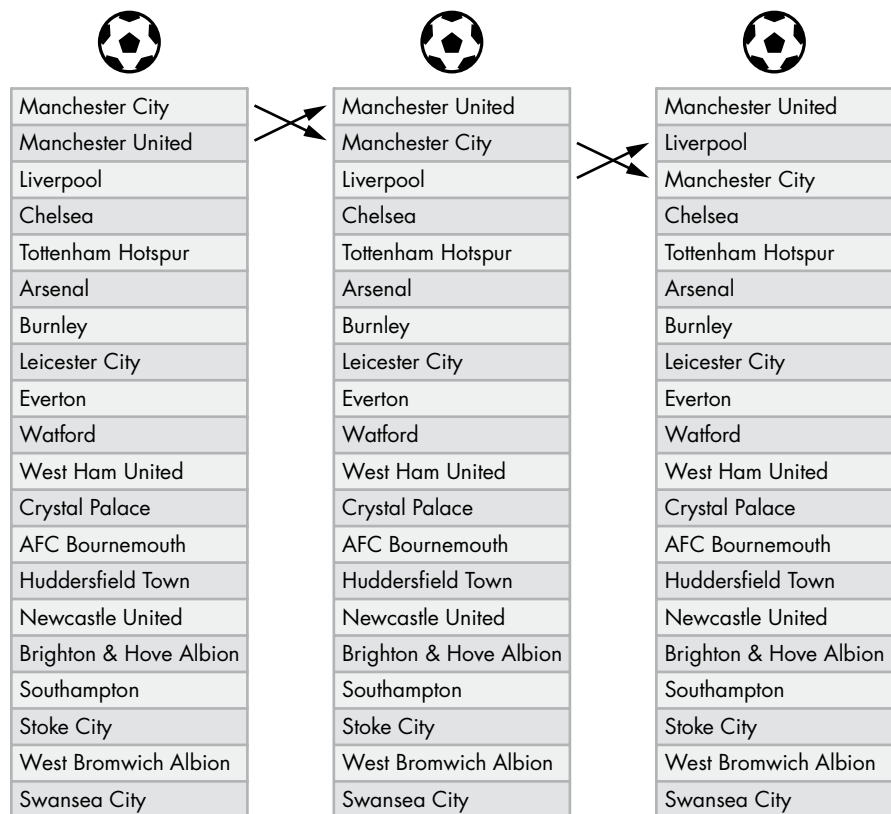 Manchester City
Manchester United
Liverpool
Chelsea
Tottenham Hotspur
Arsenal
Burnley
Leicester City
Everton
Watford
West Ham United
Crystal Palace
AFC Bournemouth
Huddersfield Town
Newcastle United
Brighton & Hove Albion
Southampton
Stoke City
West Bromwich Albion
Swansea City
Manchester United
Manchester City
Liverpool
Chelsea
Tottenham Hotspur
Arsenal
Burnley
Leicester City
Everton
Watford
West Ham United
Crystal Palace
AFC Bournemouth
Huddersfield Town
Newcastle United
Brighton & Hove Albion
Southampton
Stoke City
West Bromwich Albion
Swansea City
Manchester United
Liverpool
Manchester City
Chelsea
Tottenham Hotspur
Arsenal
Burnley
Leicester City
Everton
Watford
West Ham United
Crystal Palace
AFC Bournemouth
Huddersfield Town
Newcastle United
Brighton & Hove Albion
Southampton
Stoke City
West Bromwich Albion
Swansea City